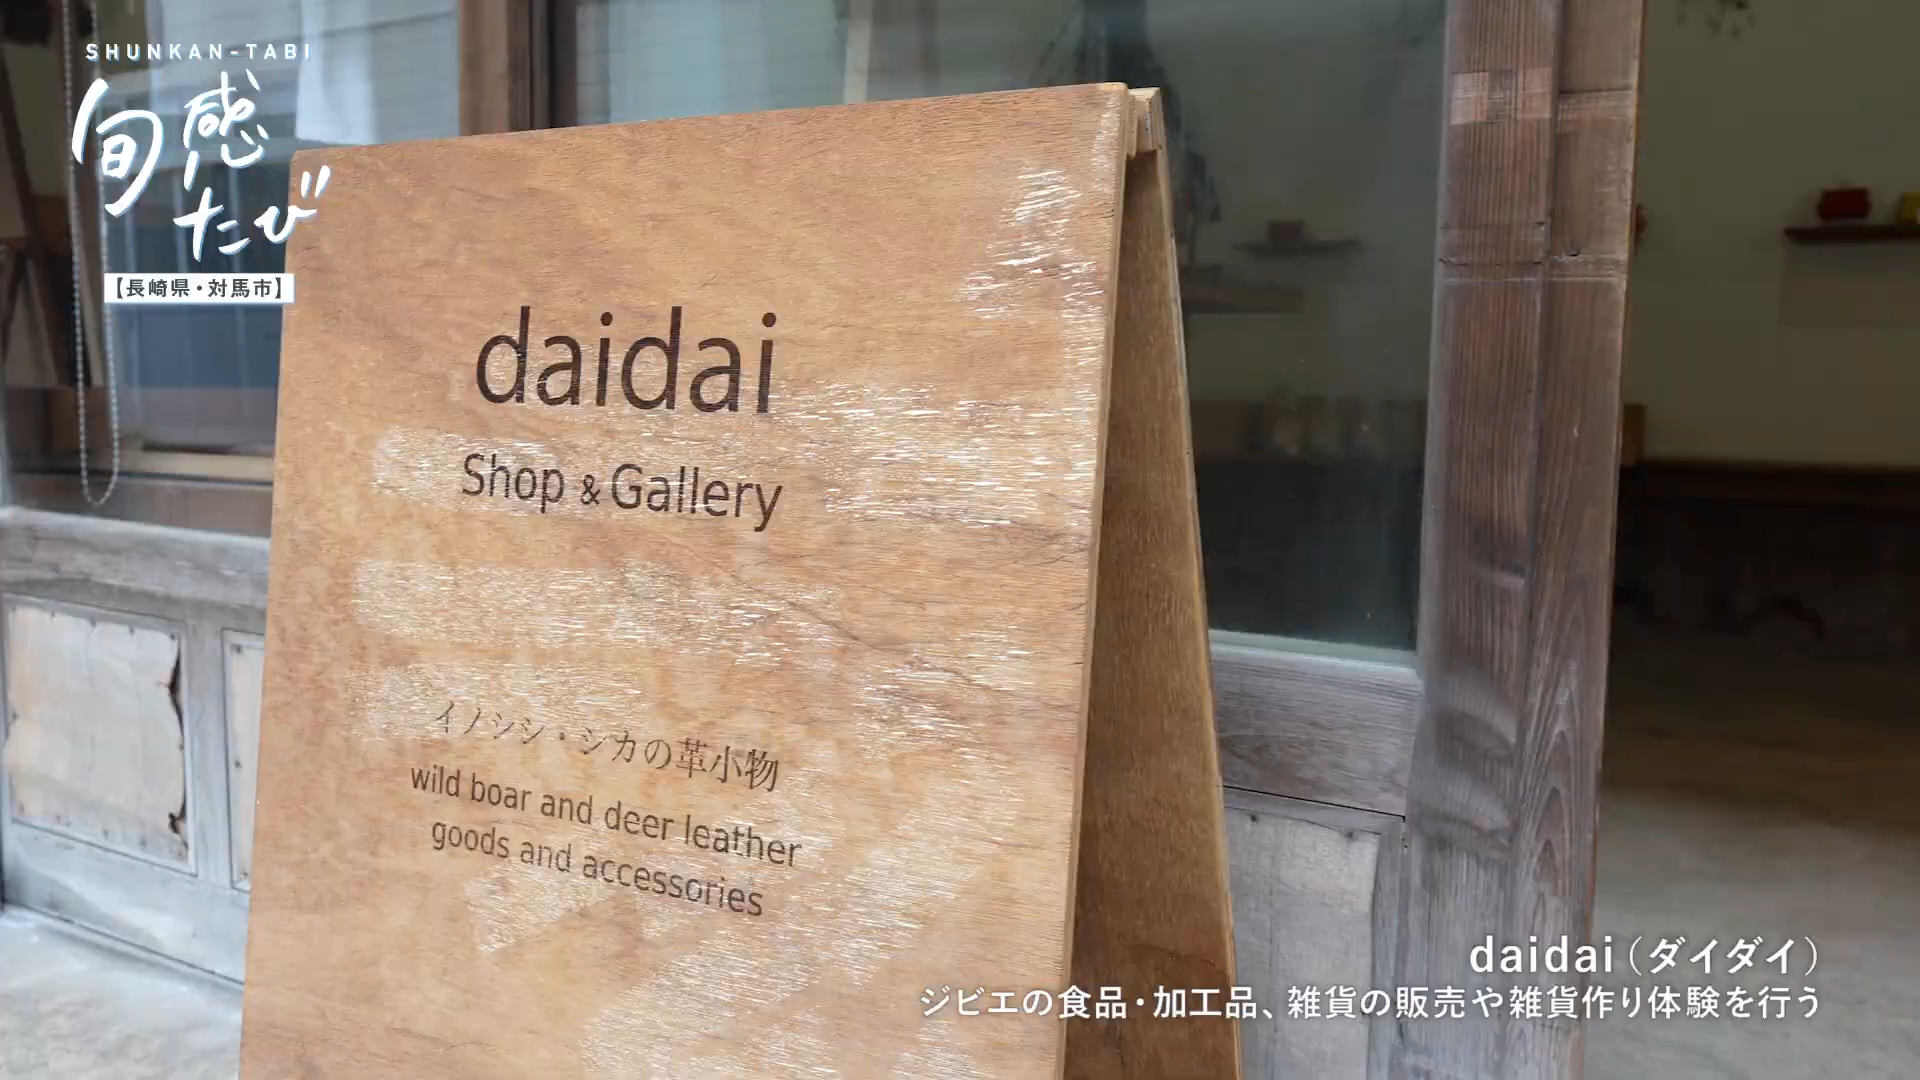 SHUNKAN-TABI
旬感たび
【長崎県・対馬市】
daidai
Shop & Gallery
イノシシ・シカの革小物
wild boar and deer leather
goods and accessories
daidai（ダイダイ）
ジビエの食品・加工品、雑貨の販売や雑貨作り体験を行う